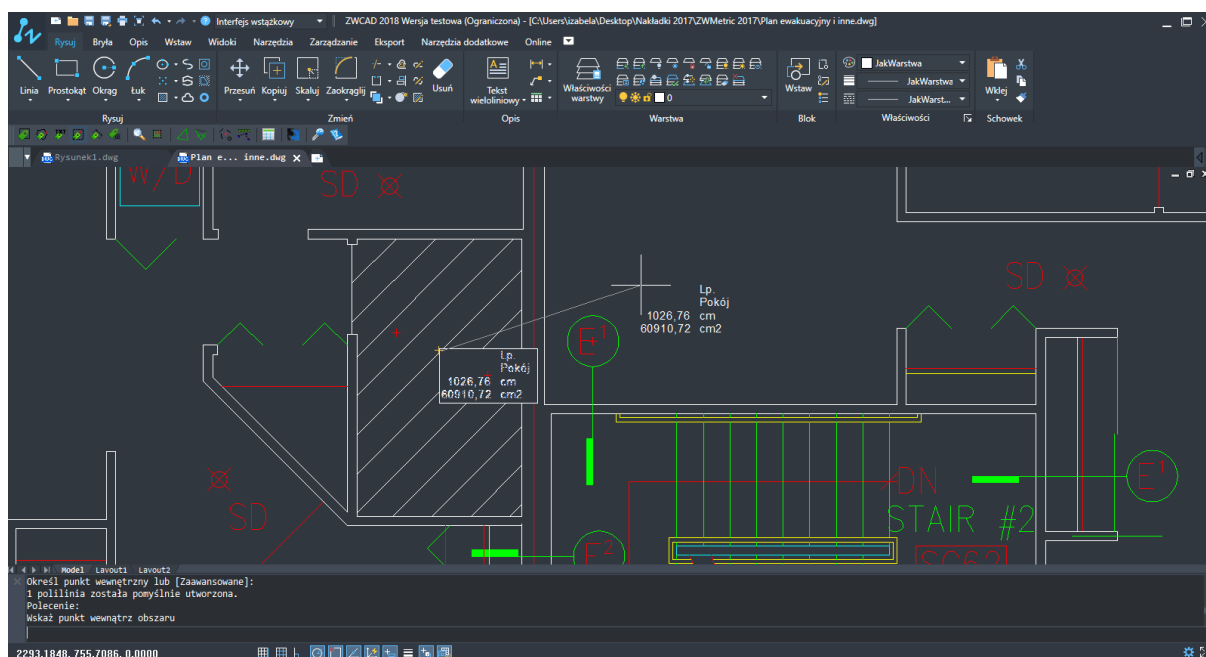 Interfejs wstążkowy
ZWCAD 2018 Wersja testowa (Ograniczona) - [C:\Users\izabela\Desktop\Nakładki 2017\ZWMetric 2017\Plan ewakuacyjny i inne.dwg]
Rysuj Bryła Opis Wstaw Widoki Narzędzia Zarządzanie Eksport Narzędzia dodatkowe Online
JakWarstwa
JakWarstwa
JakWarst...
0
Linia Prostokąt Okrąg Łuk Przesuń Kopiuj Skaluj Zaokrąglij Usuń Tekst wieloliniowy Właściwości warstwy Wstaw Wklej
Rysuj Zmień Opis Warstwa Blok Właściwości Schowek
Rysunek1.dwg Plan e... inne.dwg
W/D
SD
SD
Lp.
Pokój
1026,76 cm
60910,72 cm2
E1
Lp.
Pokój
1026,76 cm
60910,72 cm2
DN
E1
SD
STAIR #2
E2
SC62
Model Layout1 Layout2
Określ punkt wewnętrzny lub [Zaawansowane]:
1 polilinia została pomyślnie utworzona.
Polecenie:
Wskaż punkt wewnątrz obszaru
2293.1848, 755.7086, 0.0000